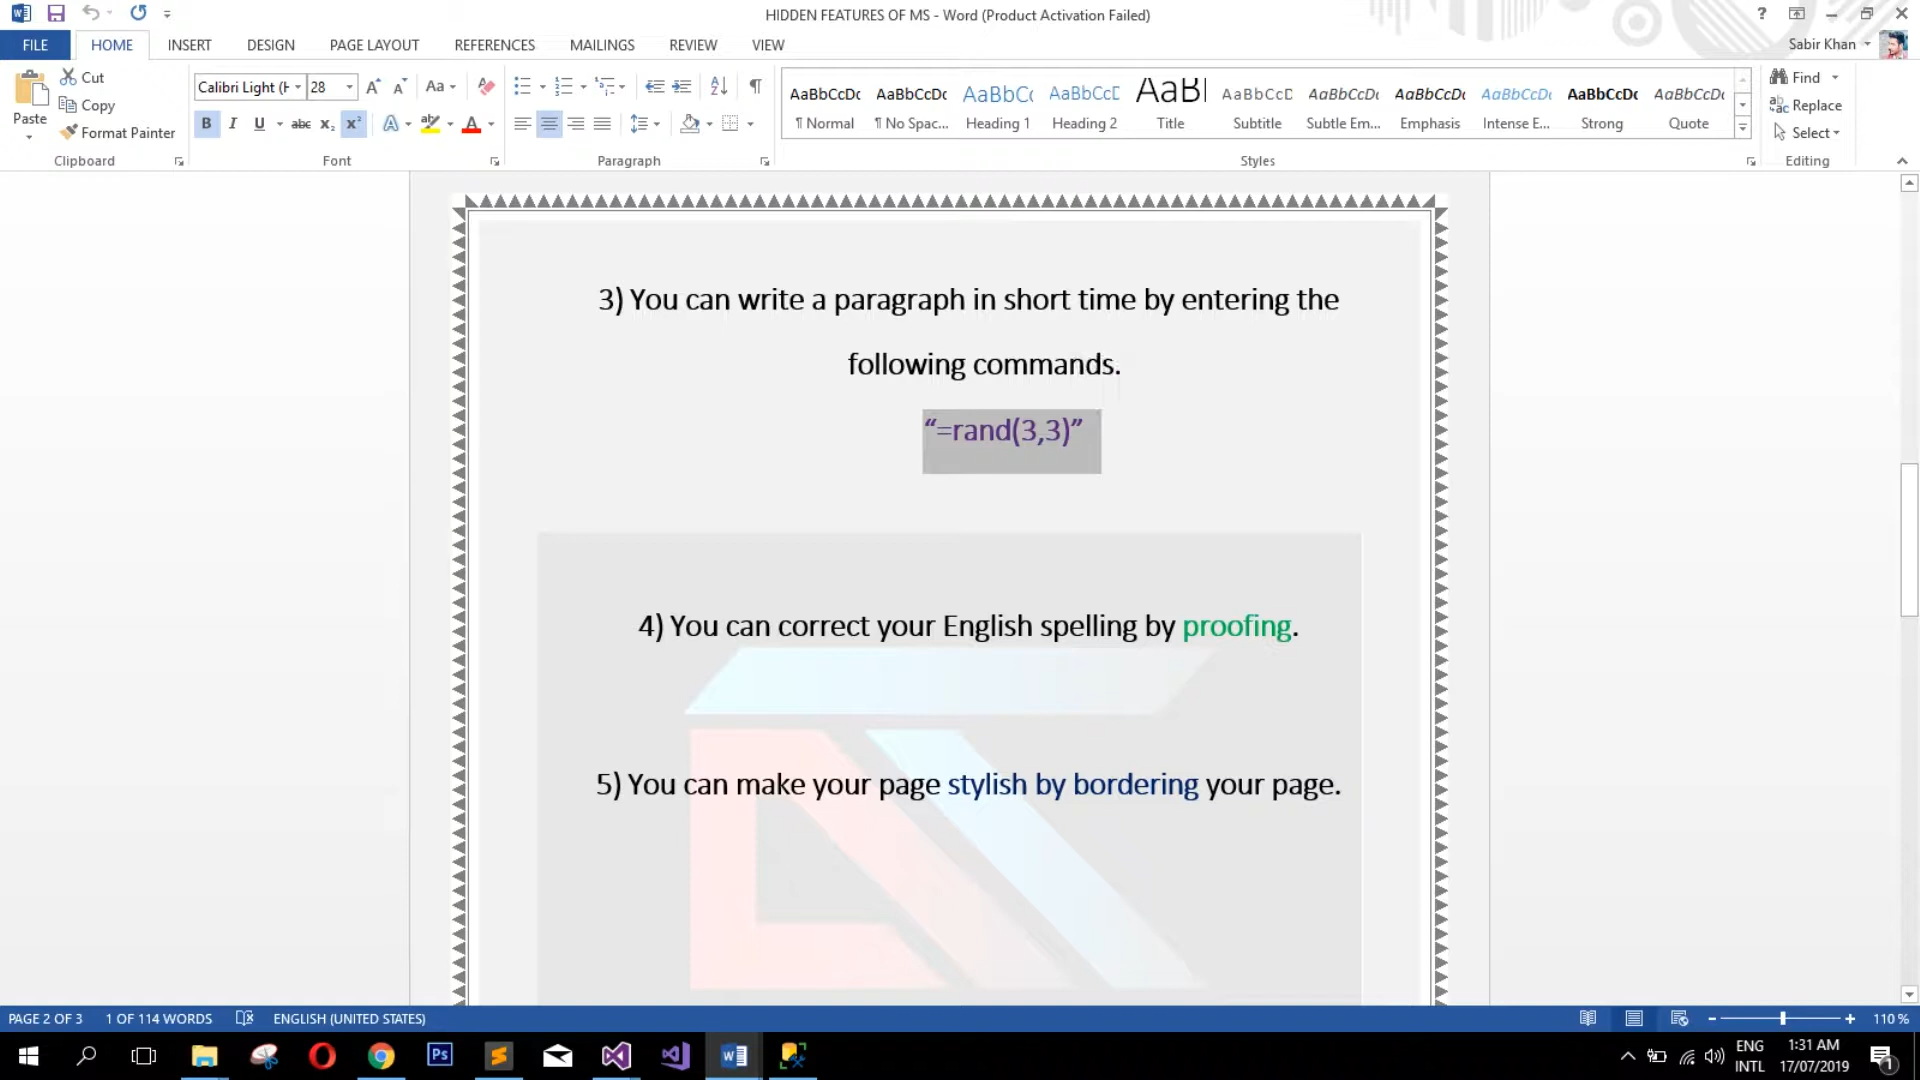 HIDDEN FEATURES OF MS - Word (Product Activation Failed)
FILE HOME INSERT DESIGN PAGE LAYOUT REFERENCES MAILINGS REVIEW VIEW Sabir Khan
Paste
Cut
Copy
Format Painter
Clipboard
Calibri Light (H 28
Font
Paragraph
AaBbCcDc AaBbCcDc AaBbCc AaBbCcD AaBl AaBbCcD AaBbCcDc AaBbCcDc AaBbCcDc AaBbCcDc AaBbCcDc
¶ Normal ¶ No Spac... Heading 1 Heading 2 Title Subtitle Subtle Em... Emphasis Intense E... Strong Quote
Styles
Find
Replace
Select
Editing
3) You can write a paragraph in short time by entering the
following commands.
“=rand(3,3)”
4) You can correct your English spelling by proofing.
5) You can make your page stylish by bordering your page.
PAGE 2 OF 3 1 OF 114 WORDS ENGLISH (UNITED STATES) 110 %
ENG
INTL
1:31 AM
17/07/2019
1